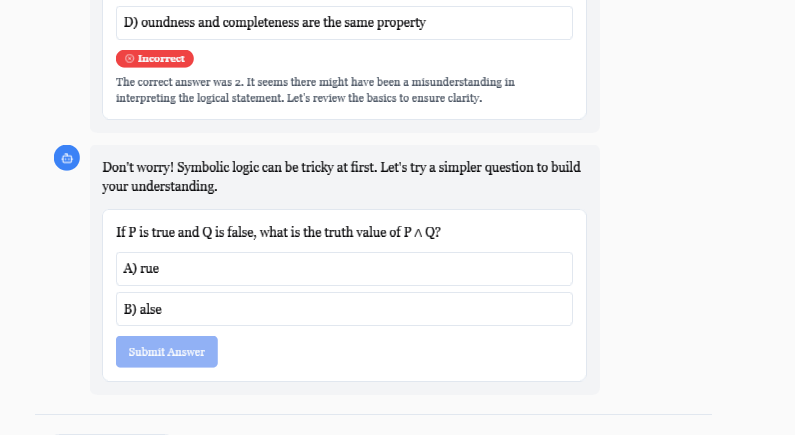 D) oundness and completeness are the same property
Incorrect
The correct answer was 2. It seems there might have been a misunderstanding in
interpreting the logical statement. Let's review the basics to ensure clarity.
Don't worry! Symbolic logic can be tricky at first. Let's try a simpler question to build
your understanding.
If P is true and Q is false, what is the truth value of P ∧ Q?
A) rue
B) alse
Submit Answer